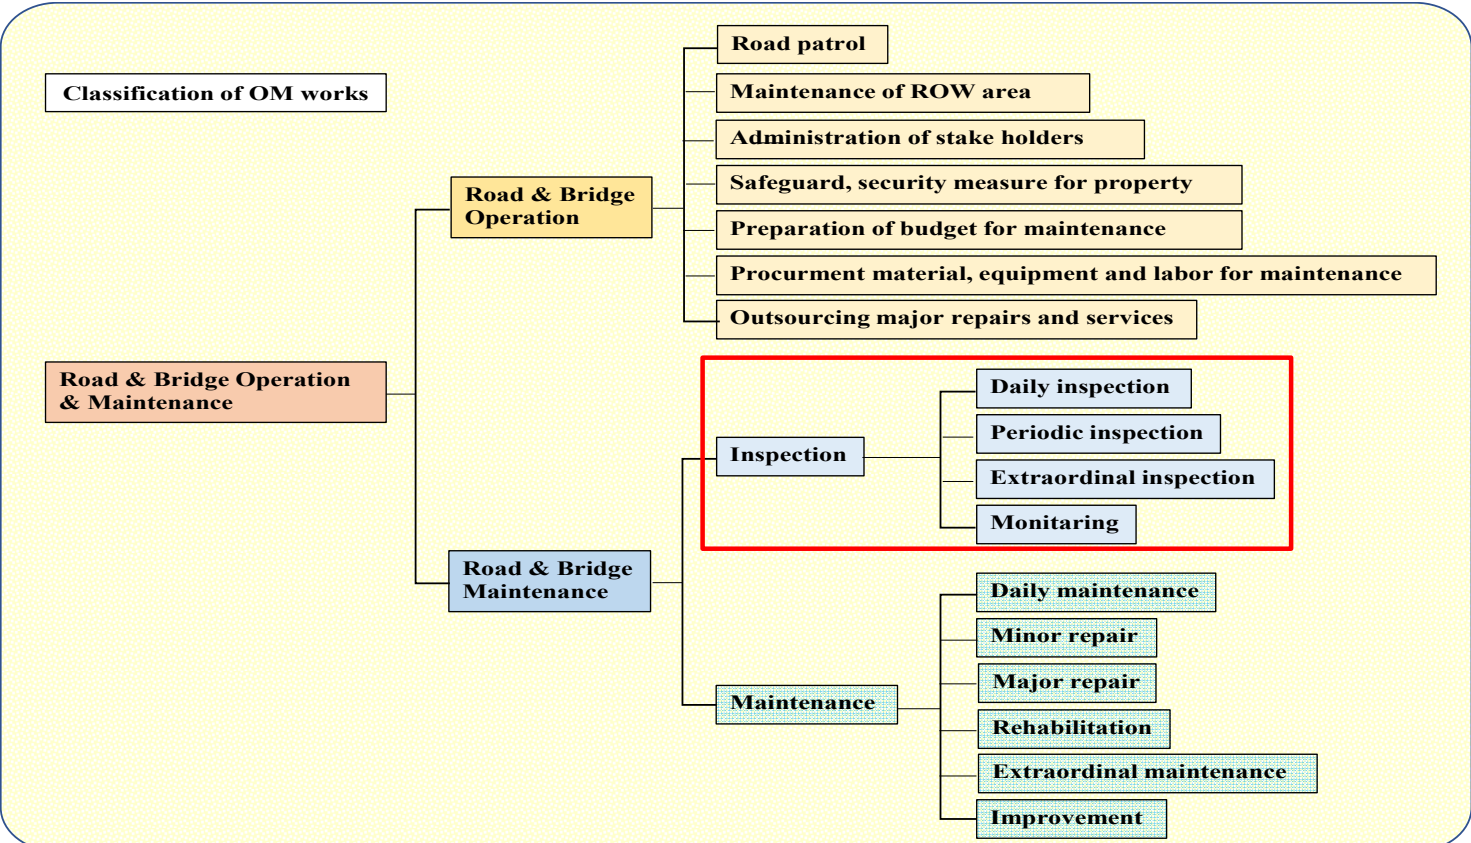 Classification of OM works
Road & Bridge Operation
& Maintenance
Road & Bridge
Operation
Road patrol
Maintenance of ROW area
Administration of stake holders
Safeguard, security measure for property
Preparation of budget for maintenance
Procurment material, equipment and labor for maintenance
Outsourcing major repairs and services
Road & Bridge
Maintenance
Inspection
Daily inspection
Periodic inspection
Extraordinal inspection
Monitaring
Maintenance
Daily maintenance
Minor repair
Major repair
Rehabilitation
Extraordinal maintenance
Improvement